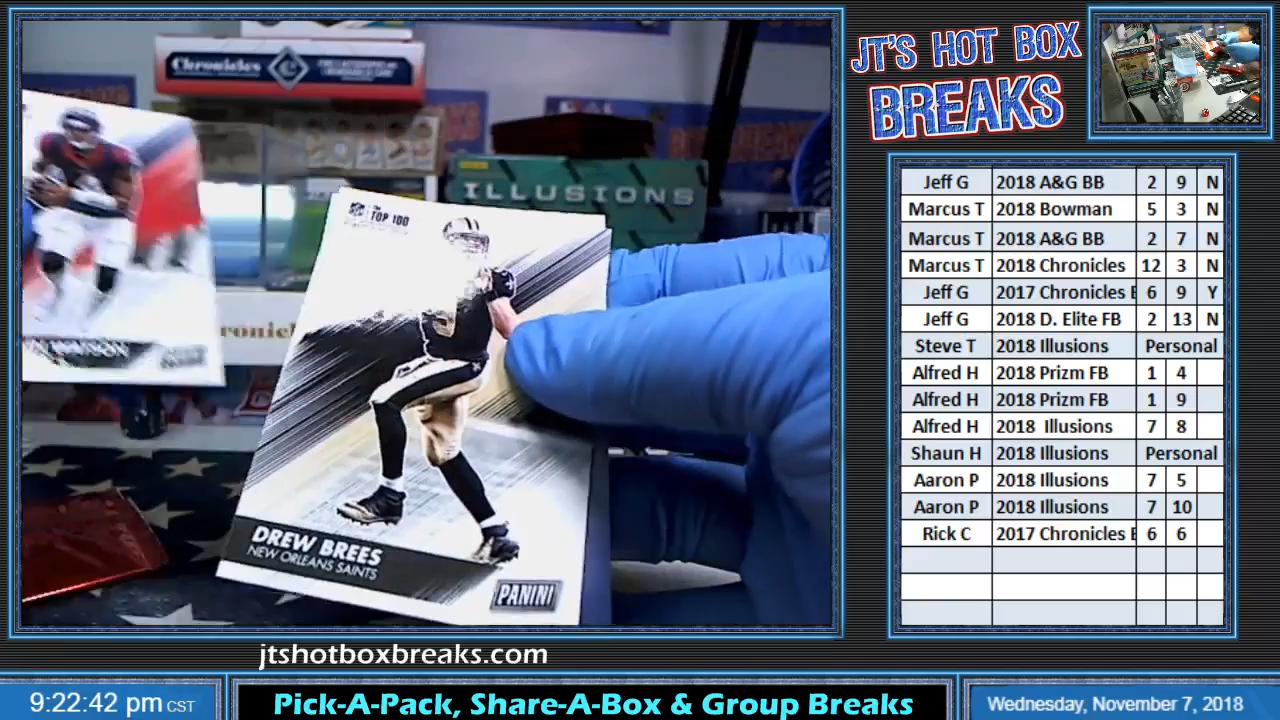 Chronicles
ILLUSIONS
TOP 100
DREW BREES
NEW ORLEANS SAINTS
PANINI
JT'S HOT BOX
BREAKS
Jeff G 2018 A&G BB 2 9 N
Marcus T 2018 Bowman 5 3 N
Marcus T 2018 A&G BB 2 7 N
Marcus T 2018 Chronicles 12 3 N
Jeff G 2017 Chronicles 6 9 Y
Jeff G 2018 D. Elite FB 2 13 N
Steve T 2018 Illusions Personal
Alfred H 2018 Prizm FB 1 4
Alfred H 2018 Prizm FB 1 9
Alfred H 2018 Illusions 7 8
Shaun H 2018 Illusions Personal
Aaron P 2018 Illusions 7 5
Aaron P 2018 Illusions 7 10
Rick C 2017 Chronicles 6 6
jtshotboxbreaks.com
9:22:42 pm CST
Pick-A-Pack, Share-A-Box & Group Breaks
Wednesday, November 7, 2018